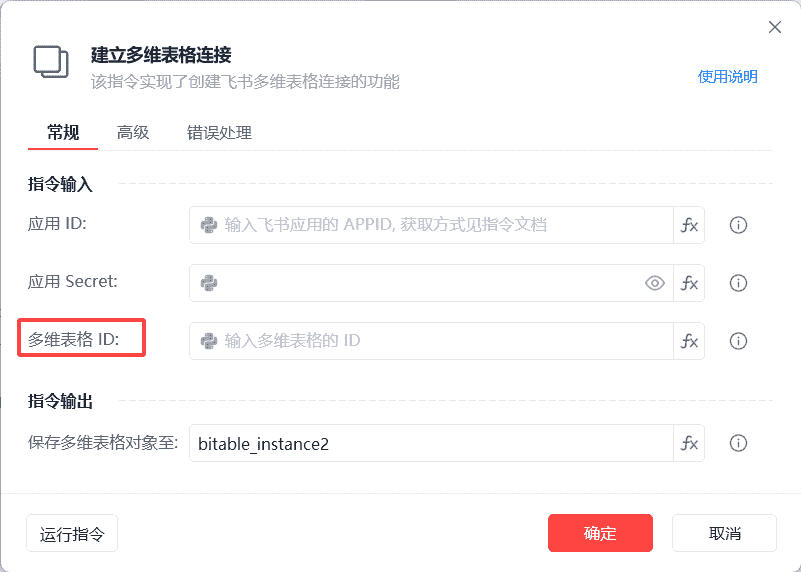 建立多维表格连接
该指令实现了创建飞书多维表格连接的功能
使用说明
常规 高级 错误处理
指令输入
应用 ID: 输入飞书应用的 APPID, 获取方式见指令文档 fx
应用 Secret: fx
多维表格 ID: 输入多维表格的 ID fx
指令输出
保存多维表格对象至: bitable_instance2 fx
运行指令 确定 取消